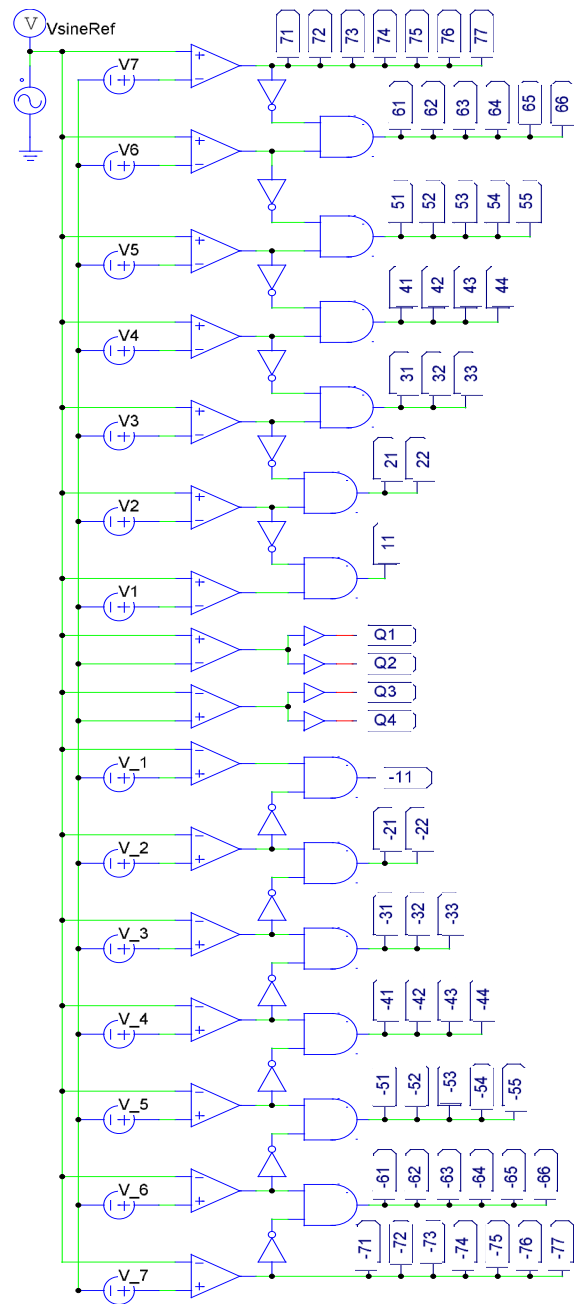 V VsineRef
71 72 73 74 75 76 77
V7
61 62 63 64 65 66
V6
51 52 53 54 55
V5
41 42 43 44
V4
31 32 33
V3
21 22
V2
11
V1
Q1
Q2
Q3
Q4
V_1
-11
V_2
-21 -22
V_3
-31 -32 -33
V_4
-41 -42 -43 -44
V_5
-51 -52 -53 -54 -55
V_6
-61 -62 -63 -64 -65 -66
-71 -72 -73 -74 -75 -76 -77
V_7